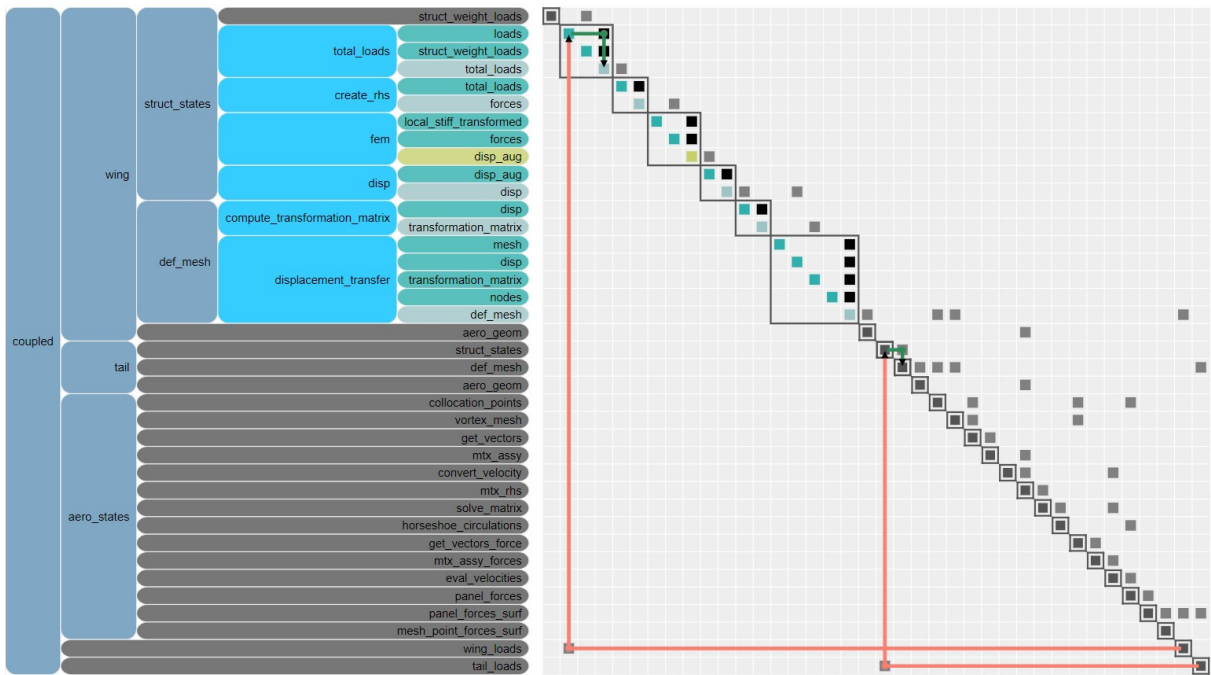 struct_weight_loads
loads
total_loads
struct_weight_loads
total_loads
total_loads
create_rhs
struct_states
forces
local_stiff_transformed
fem
forces
disp_aug
wing
disp_aug
disp
disp
disp
compute_transformation_matrix
transformation_matrix
mesh
def_mesh
disp
displacement_transfer
transformation_matrix
nodes
def_mesh
aero_geom
coupled
struct_states
tail
def_mesh
aero_geom
collocation_points
vortex_mesh
get_vectors
mtx_assy
convert_velocity
mtx_rhs
aero_states
solve_matrix
horseshoe_circulations
get_vectors_force
mtx_assy_forces
eval_velocities
panel_forces
panel_forces_surf
mesh_point_forces_surf
wing_loads
tail_loads